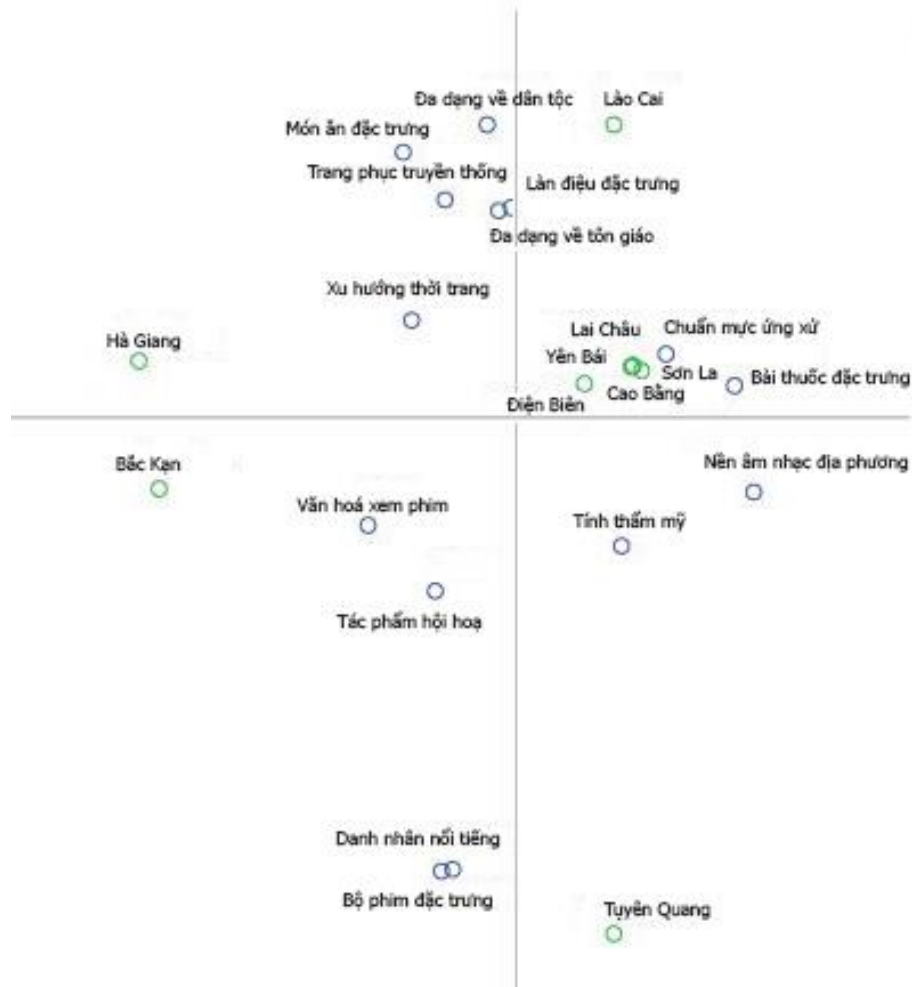 Đa dạng về dân tộc
Lào Cai
Món ăn đặc trưng
Trang phục truyền thống
Làn điệu đặc trưng
Đa dạng về tôn giáo
Xu hướng thời trang
Hà Giang
Lai Châu
Chuẩn mực ứng xử
Yên Bái
Sơn La
Bài thuốc đặc trưng
Cao Bằng
Điện Biên
Bắc Kạn
Nền âm nhạc địa phương
Văn hoá xem phim
Tính thẩm mỹ
Tác phẩm hội hoạ
Danh nhân nổi tiếng
Bộ phim đặc trưng
Tuyên Quang